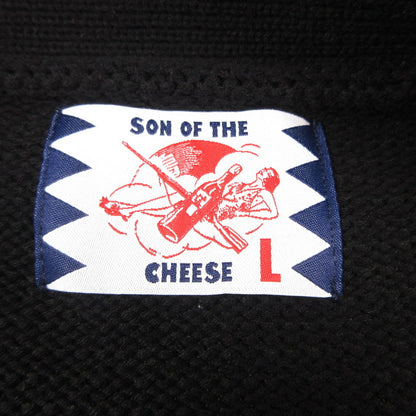 SON OF THE
CHEESE L